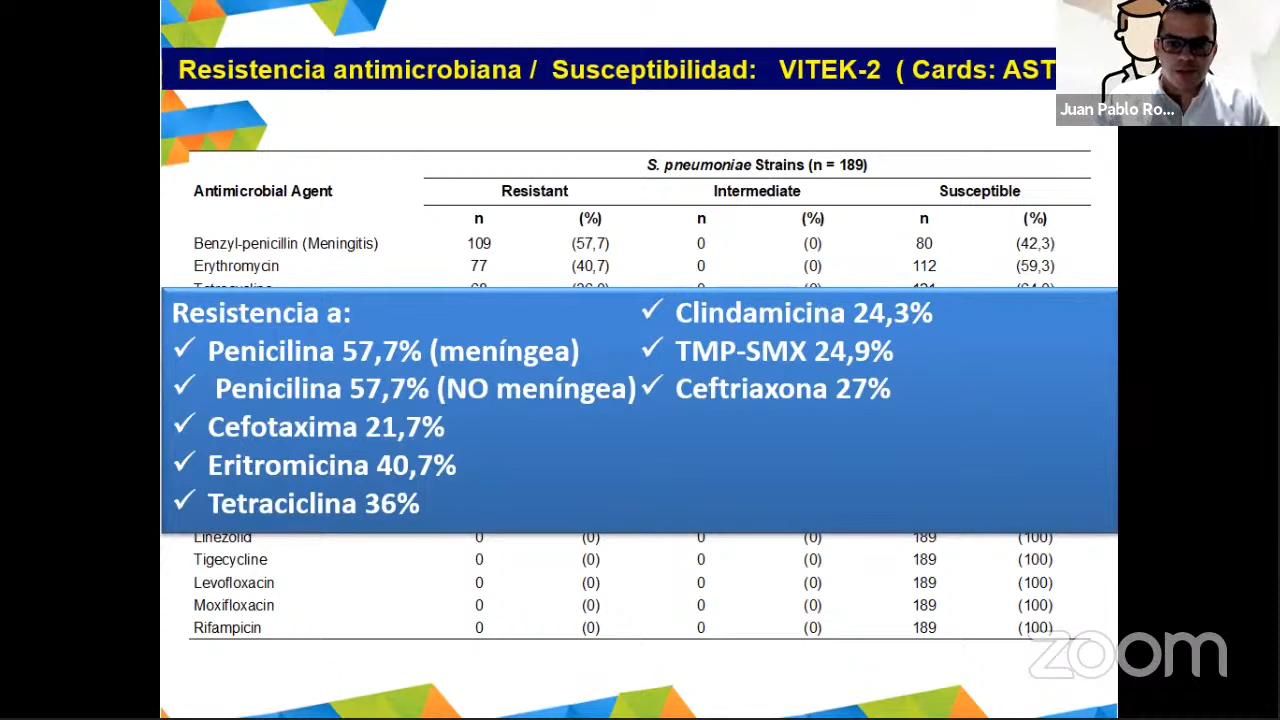 Resistencia antimicrobiana / Susceptibilidad: VITEK-2 ( Cards: AST
Juan Pablo Ro...
S. pneumoniae Strains (n = 189)
Antimicrobial Agent Resistant Intermediate Susceptible
n (%) n (%) n (%)
Benzyl-penicillin (Meningitis) 109 (57,7) 0 (0) 80 (42,3)
Erythromycin 77 (40,7) 0 (0) 112 (59,3)
Resistencia a:
✓ Penicilina 57,7% (meníngea)
✓ Penicilina 57,7% (NO meníngea)
✓ Cefotaxima 21,7%
✓ Eritromicina 40,7%
✓ Tetraciclina 36%
✓ Clindamicina 24,3%
✓ TMP-SMX 24,9%
✓ Ceftriaxona 27%
Linezolid 0 (0) 0 (0) 189 (100)
Tigecycline 0 (0) 0 (0) 189 (100)
Levofloxacin 0 (0) 0 (0) 189 (100)
Moxifloxacin 0 (0) 0 (0) 189 (100)
Rifampicin 0 (0) 0 (0) 189 (100)
zoom